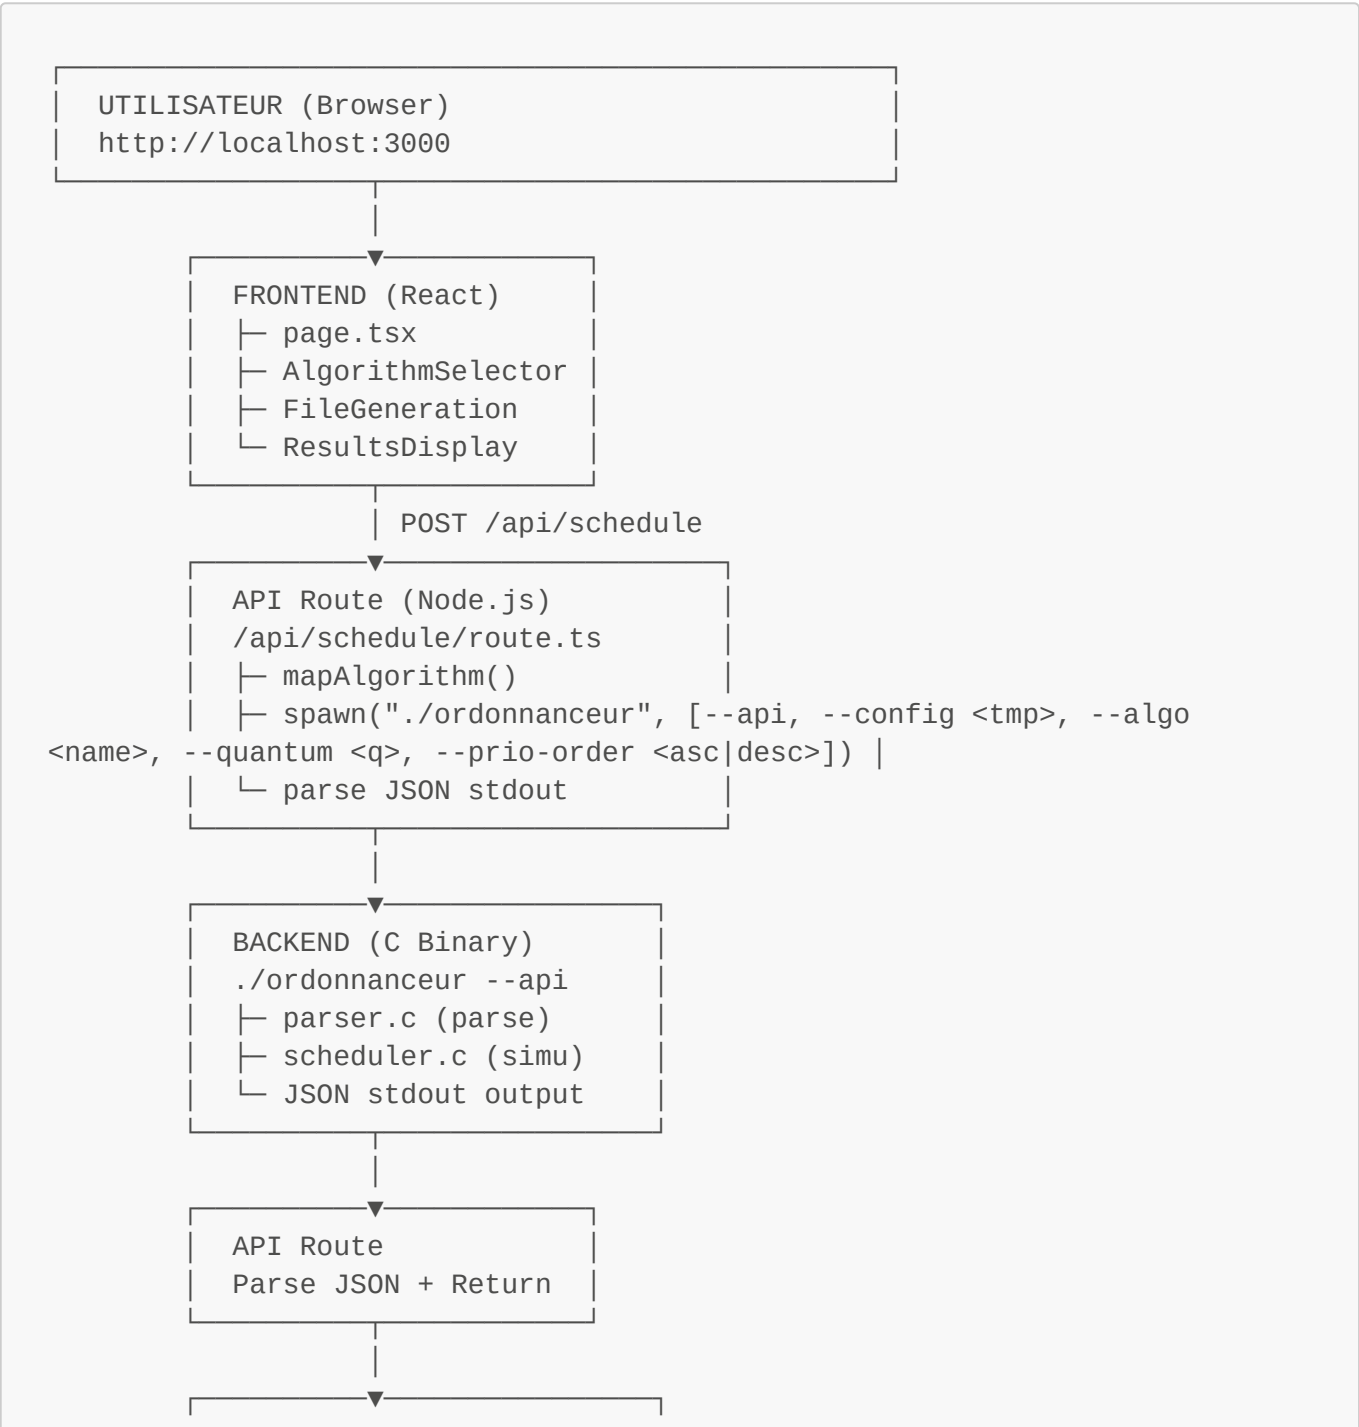 UTILISATEUR (Browser)
http://localhost:3000
FRONTEND (React)
├─ page.tsx
├─ AlgorithmSelector
├─ FileGeneration
└─ ResultsDisplay
POST /api/schedule
API Route (Node.js)
/api/schedule/route.ts
├─ mapAlgorithm()
├─ spawn("./ordonnanceur", [--api, --config <tmp>, --algo
<name>, --quantum <q>, --prio-order <asc|desc>]) │
└─ parse JSON stdout
BACKEND (C Binary)
./ordonnanceur --api
├─ parser.c (parse)
├─ scheduler.c (simu)
└─ JSON stdout output
API Route
Parse JSON + Return